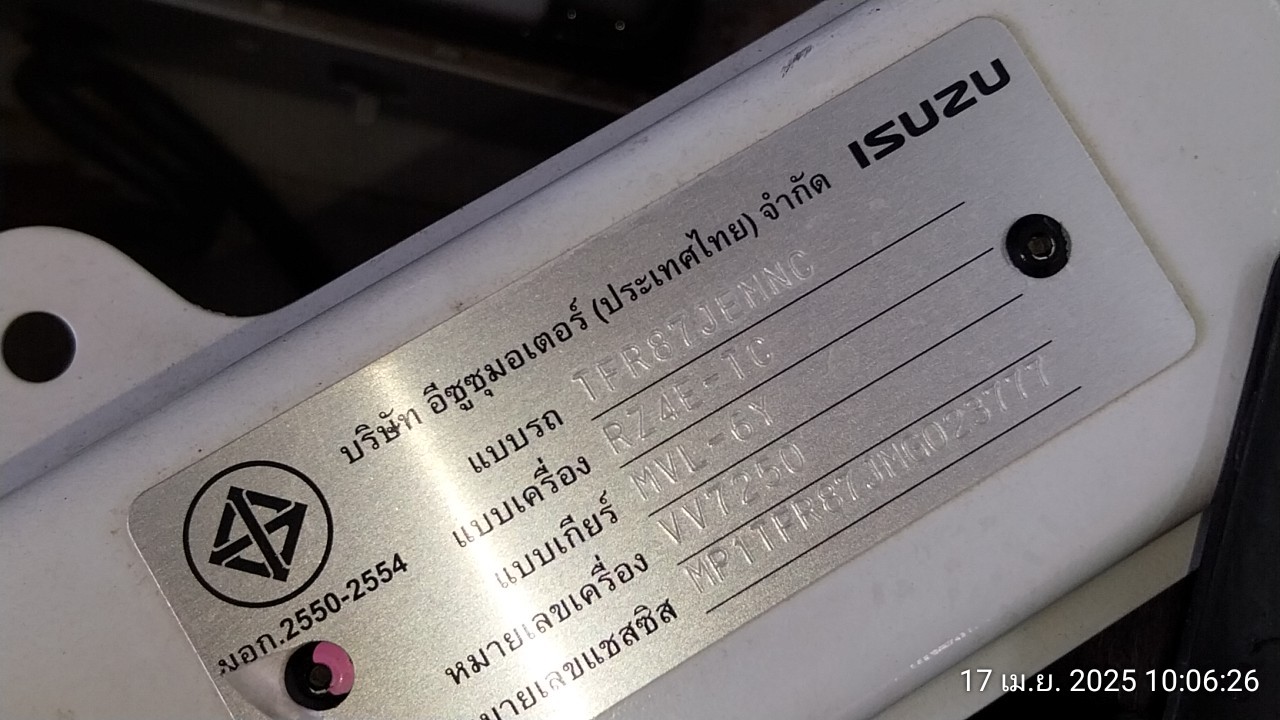 ISUZU
บริษัท อีซูซุมอเตอร์ (ประเทศไทย) จำกัด
แบบรถ TFR87JEMNC
แบบเครื่อง RZ4E-TC
แบบเกียร์ MVL-6Y
หมายเลขเครื่อง VV7250
หมายเลขแชสซิส MP1TFR87JMG023777
มอก.2550-2554
17 เม.ย. 2025 10:06:26